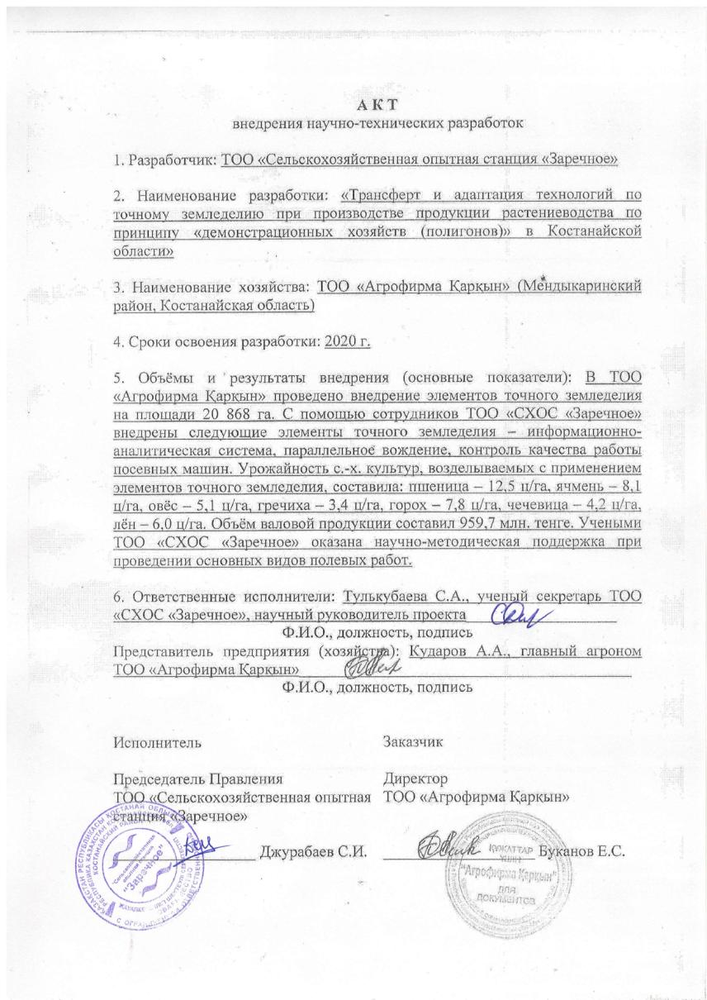 А К Т
внедрения научно-технических разработок
1. Разработчик: ТОО «Сельскохозяйственная опытная станция «Заречное»
2. Наименование разработки: «Трансферт и адаптация технологий по
точному земледелию при производстве продукции растениеводства по
принципу «демонстрационных хозяйств (полигонов)» в Костанайской
области»
3. Наименование хозяйства: ТОО «Агрофирма Қарқын» (Мендыкаринский
район, Костанайская область)
4. Сроки освоения разработки: 2020 г.
5. Объёмы и результаты внедрения (основные показатели): В ТОО
«Агрофирма Қарқын» проведено внедрение элементов точного земледелия
на площади 20 868 га. С помощью сотрудников ТОО «СХОС «Заречное»
внедрены следующие элементы точного земледелия – информационно-
аналитическая система, параллельное вождение, контроль качества работы
посевных машин. Урожайность с.-х. культур, возделываемых с применением
элементов точного земледелия, составила: пшеница – 12,5 ц/га, ячмень – 8,1
ц/га, овёс – 5,1 ц/га, гречиха – 3,4 ц/га, горох – 7,8 ц/га, чечевица – 4,2 ц/га,
лён – 6,0 ц/га. Объём валовой продукции составил 959,7 млн. тенге. Учеными
ТОО «СХОС «Заречное» оказана научно-методическая поддержка при
проведении основных видов полевых работ.
6. Ответственные исполнители: Тулькубаева С.А., ученый секретарь ТОО
«СХОС «Заречное», научный руководитель проекта
Ф.И.О., должность, подпись
Представитель предприятия (хозяйства): Кударов А.А., главный агроном
ТОО «Агрофирма Қарқын»
Ф.И.О., должность, подпись
Исполнитель
Председатель Правления
ТОО «Сельскохозяйственная опытная
станция «Заречное»
Джурабаев С.И.
Заказчик
Директор
ТОО «Агрофирма Қарқын»
Буканов Е.С.
ҚАЗАҚСТАН РЕСПУБЛИКАСЫ ҚОСТАНАЙ ОБЛЫСЫ
"Заречное"
ҚҰЖАТТАР
ҮШІН
"Агрофирма Қарқын"
ДЛЯ
ДОКУМЕНТОВ